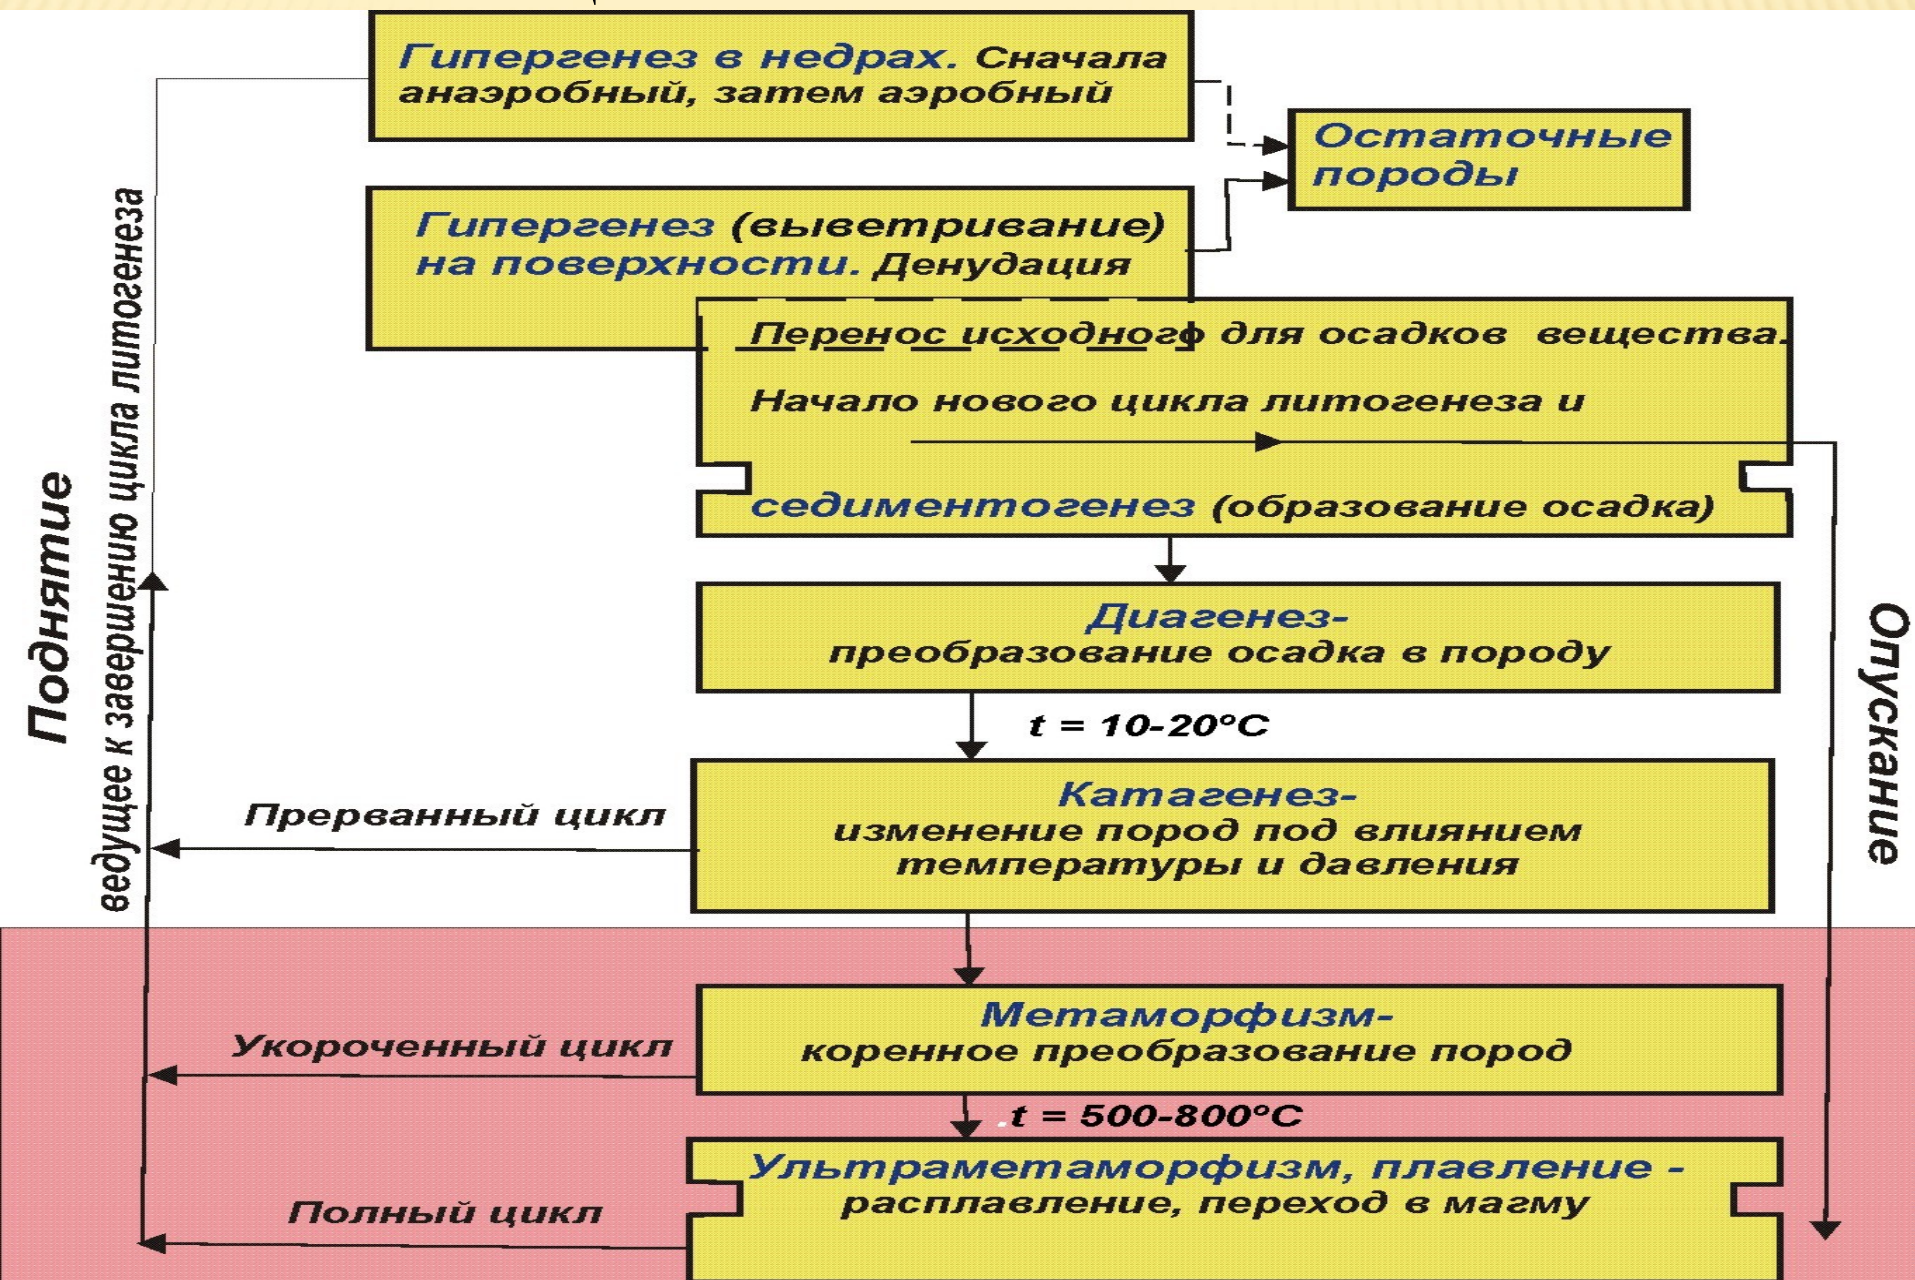 Гипергенез в недрах. Сначала
анаэробный, затем аэробный
Остаточные
породы
Гипергенез (выветривание)
на поверхности. Денудация
Перенос исходного для осадков вещества.
Начало нового цикла литогенеза и
седиментогенез (образование осадка)
Диагенез-
преобразование осадка в породу
t = 10-20°C
Катагенез-
изменение пород под влиянием
температуры и давления
Прерванный цикл
Метаморфизм-
коренное преобразование пород
Укороченный цикл
.t = 500-800°C
Ультраметаморфизм, плавление -
расплавление, переход в магму
Полный цикл
Поднятие
ведущее к завершению цикла литогенеза
Опускание